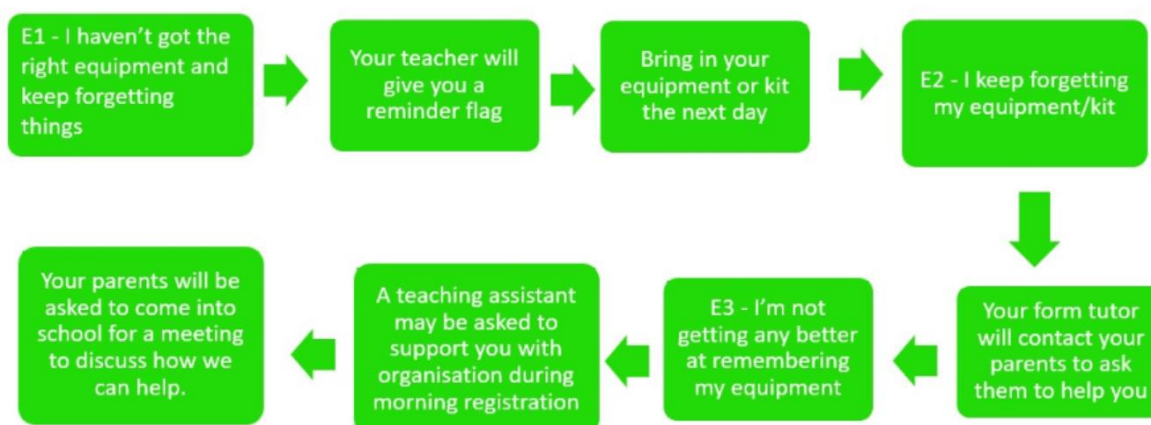 E1 - I haven’t got the
right equipment and
keep forgetting
things
Your teacher will
give you a
reminder flag
Bring in your
equipment or kit
the next day
E2 - I keep forgetting
my equipment/kit
Your form tutor
will contact your
parents to ask
them to help you
E3 - I’m not
getting any better
at remembering
my equipment
A teaching assistant
may be asked to
support you with
organisation during
morning registration
Your parents will be
asked to come into
school for a meeting
to discuss how we
can help.